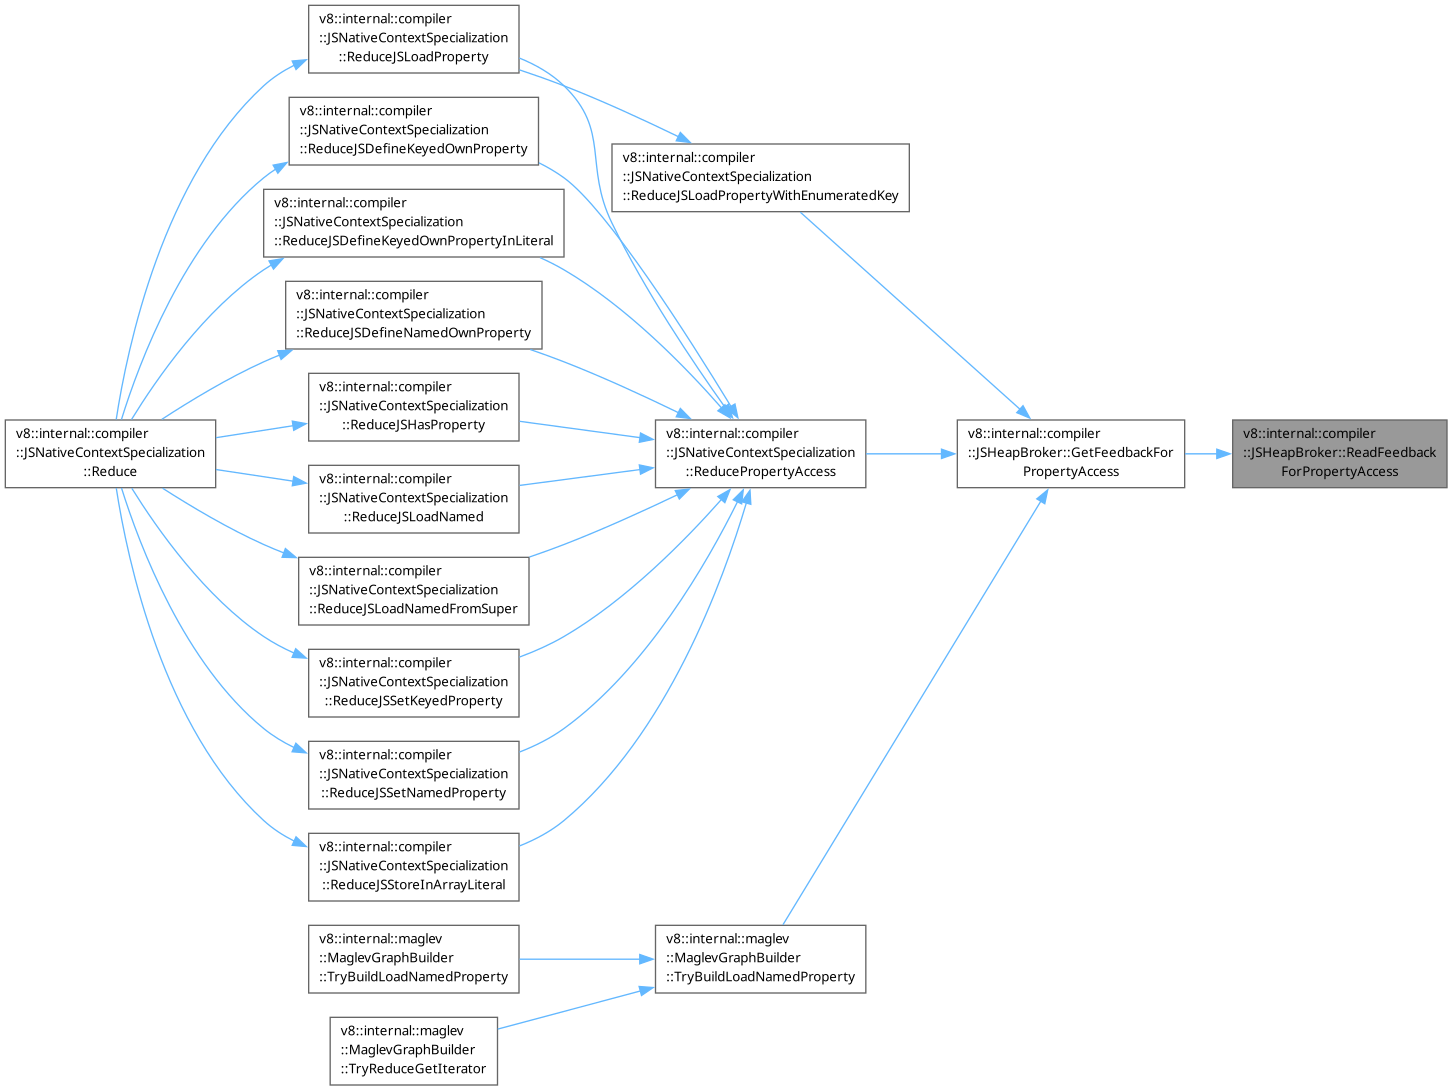 v8::internal::compiler
::JSNativeContextSpecialization
::ReduceJSLoadProperty
v8::internal::compiler
::JSNativeContextSpecialization
::ReduceJSDefineKeyedOwnProperty
v8::internal::compiler
::JSNativeContextSpecialization
::ReduceJSLoadPropertyWithEnumeratedKey
v8::internal::compiler
::JSNativeContextSpecialization
::ReduceJSDefineKeyedOwnPropertyInLiteral
v8::internal::compiler
::JSNativeContextSpecialization
::ReduceJSDefineNamedOwnProperty
v8::internal::compiler
::JSNativeContextSpecialization
::ReduceJSHasProperty
v8::internal::compiler
::JSNativeContextSpecialization
::Reduce
v8::internal::compiler
::JSNativeContextSpecialization
::ReducePropertyAccess
v8::internal::compiler
::JSHeapBroker::GetFeedbackFor
PropertyAccess
v8::internal::compiler
::JSHeapBroker::ReadFeedback
ForPropertyAccess
v8::internal::compiler
::JSNativeContextSpecialization
::ReduceJSLoadNamed
v8::internal::compiler
::JSNativeContextSpecialization
::ReduceJSLoadNamedFromSuper
v8::internal::compiler
::JSNativeContextSpecialization
::ReduceJSSetKeyedProperty
v8::internal::compiler
::JSNativeContextSpecialization
::ReduceJSSetNamedProperty
v8::internal::compiler
::JSNativeContextSpecialization
::ReduceJSStoreInArrayLiteral
v8::internal::maglev
::MaglevGraphBuilder
::TryBuildLoadNamedProperty
v8::internal::maglev
::MaglevGraphBuilder
::TryBuildLoadNamedProperty
v8::internal::maglev
::MaglevGraphBuilder
::TryReduceGetIterator